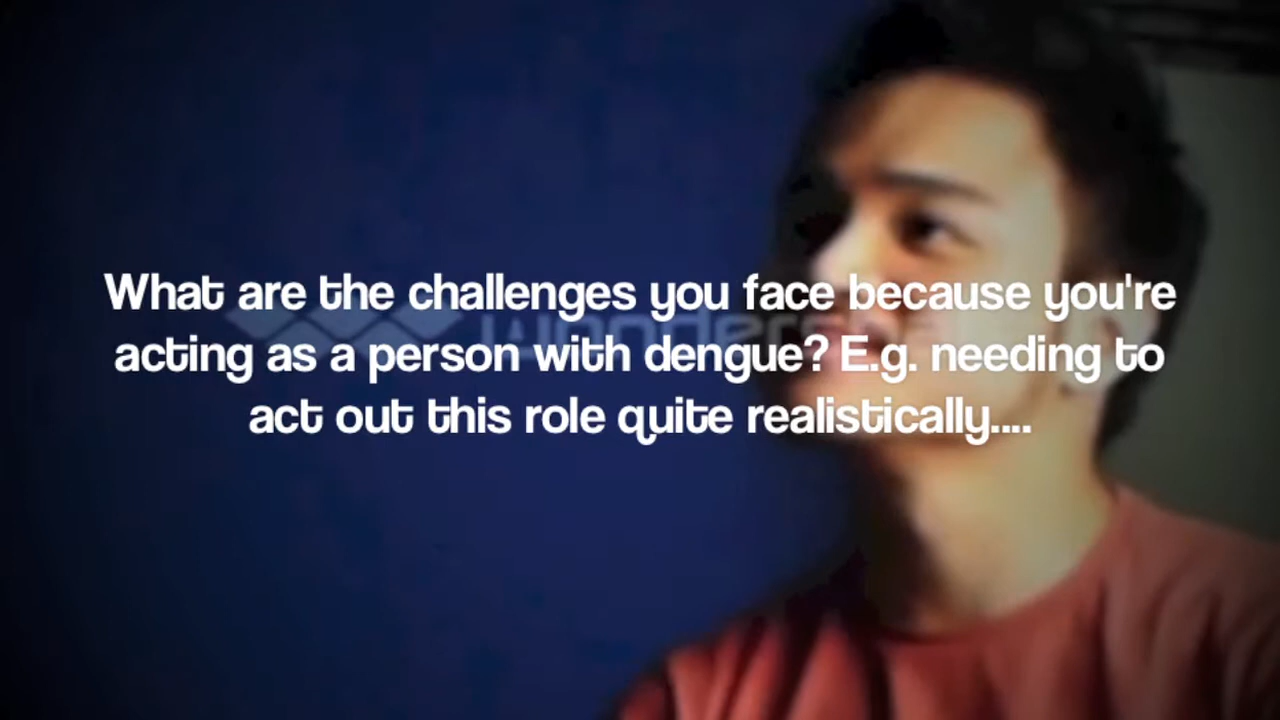 What are the challenges you face because you're
acting as a person with dengue? E.g. needing to
act out this role quite realistically....